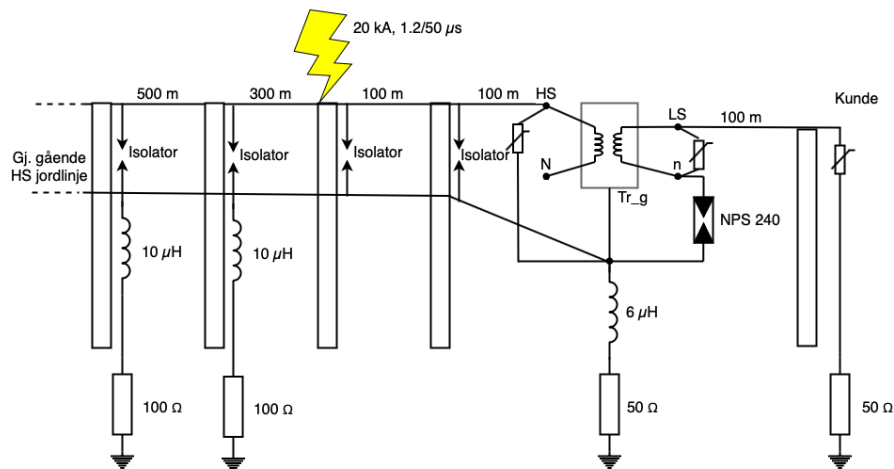 20 kA, 1.2/50 µs
500 m
300 m
100 m
100 m
HS
LS
100 m
Kunde
Isolator
Isolator
Isolator
Isolator
Gj. gående
HS jordlinje
N
n
Tr_g
NPS 240
10 µH
10 µH
6 µH
100 Ω
100 Ω
50 Ω
50 Ω